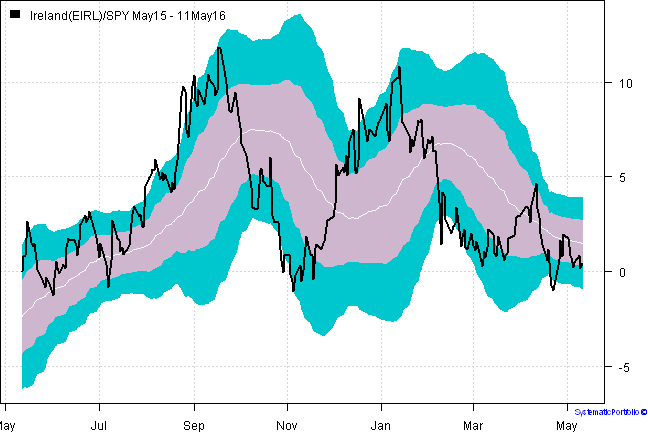 Ireland(EIRL)/SPY May15 - 11May16
10
5
0
-5
May Jul Sep Nov Jan Mar May
SystematicPortfolio ©